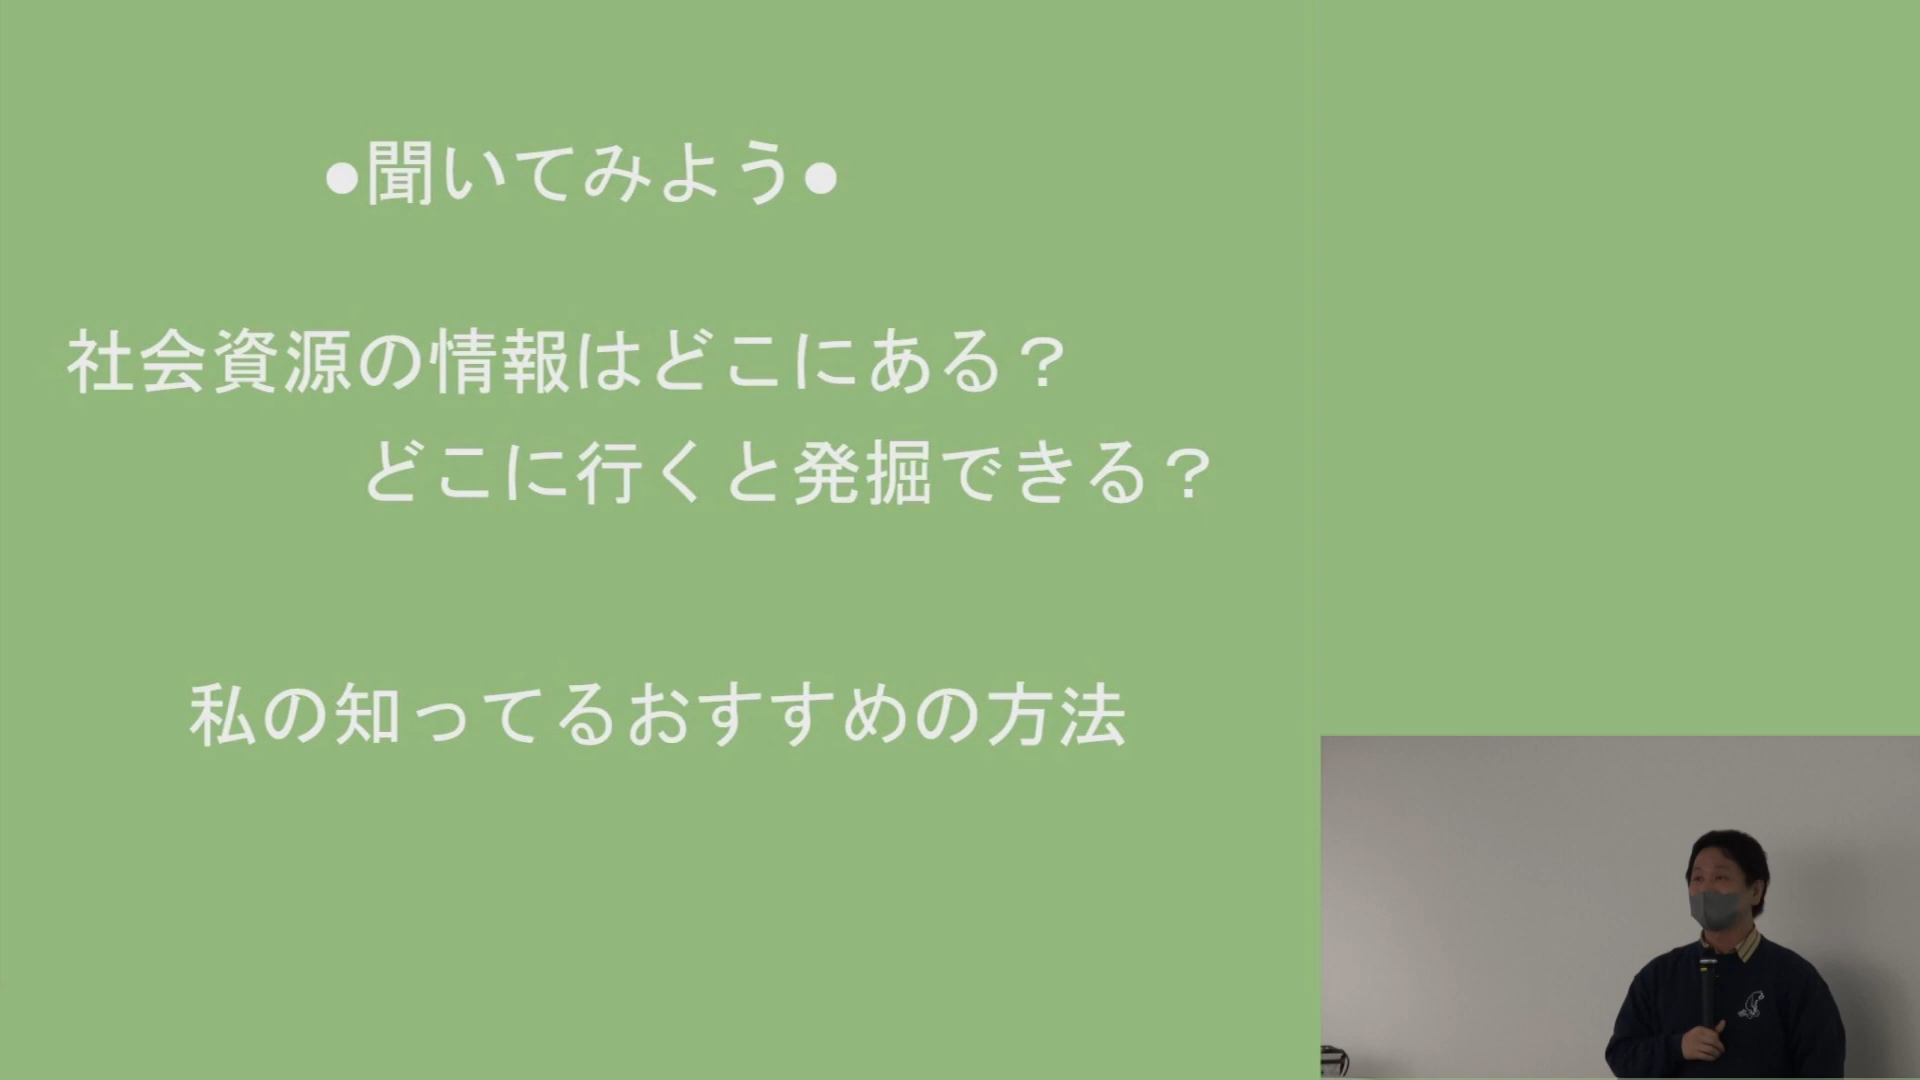 ●聞いてみよう●
社会資源の情報はどこにある？
どこに行くと発掘できる？
私の知ってるおすすめの方法